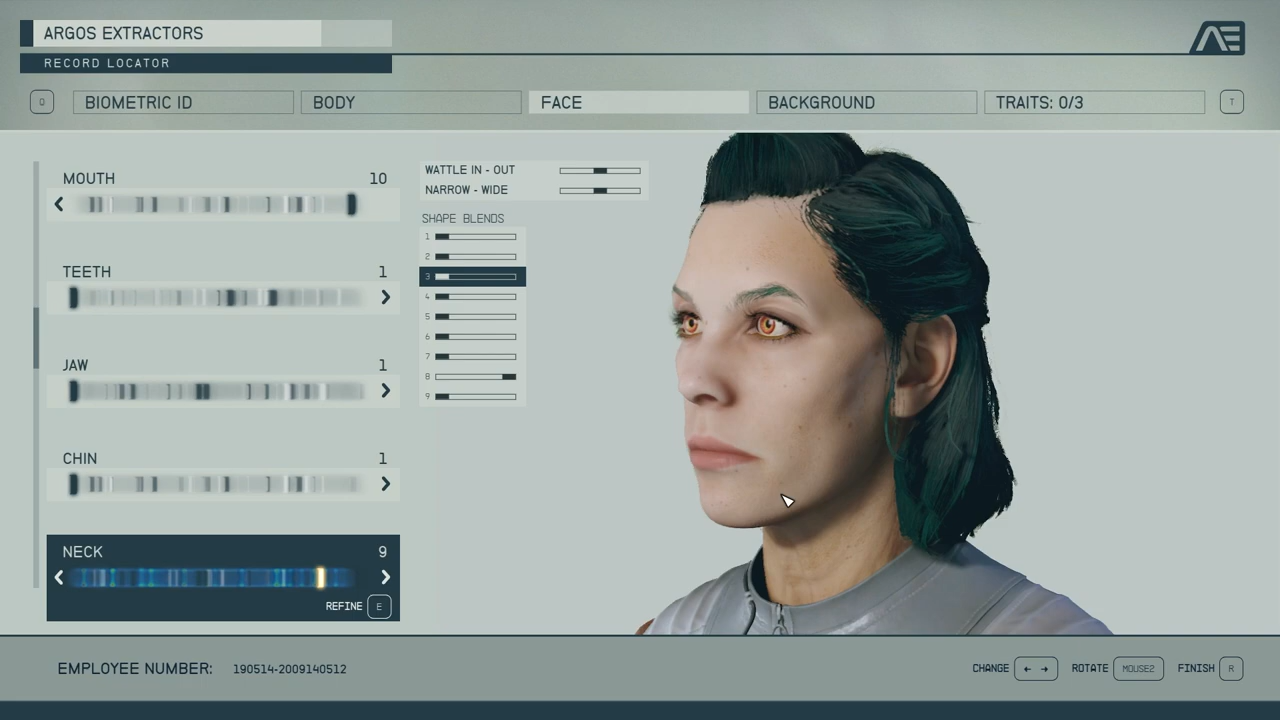 ARGOS EXTRACTORS
RECORD LOCATOR
Q BIOMETRIC ID BODY FACE BACKGROUND TRAITS: 0/3 T
MOUTH 10
TEETH 1
JAW 1
CHIN 1
NECK 9
REFINE E
WATTLE IN - OUT
NARROW - WIDE
SHAPE BLENDS
1
2
3
4
5
6
7
8
9
EMPLOYEE NUMBER: 190514-2009140512
CHANGE ROTATE MOUSE2 FINISH R